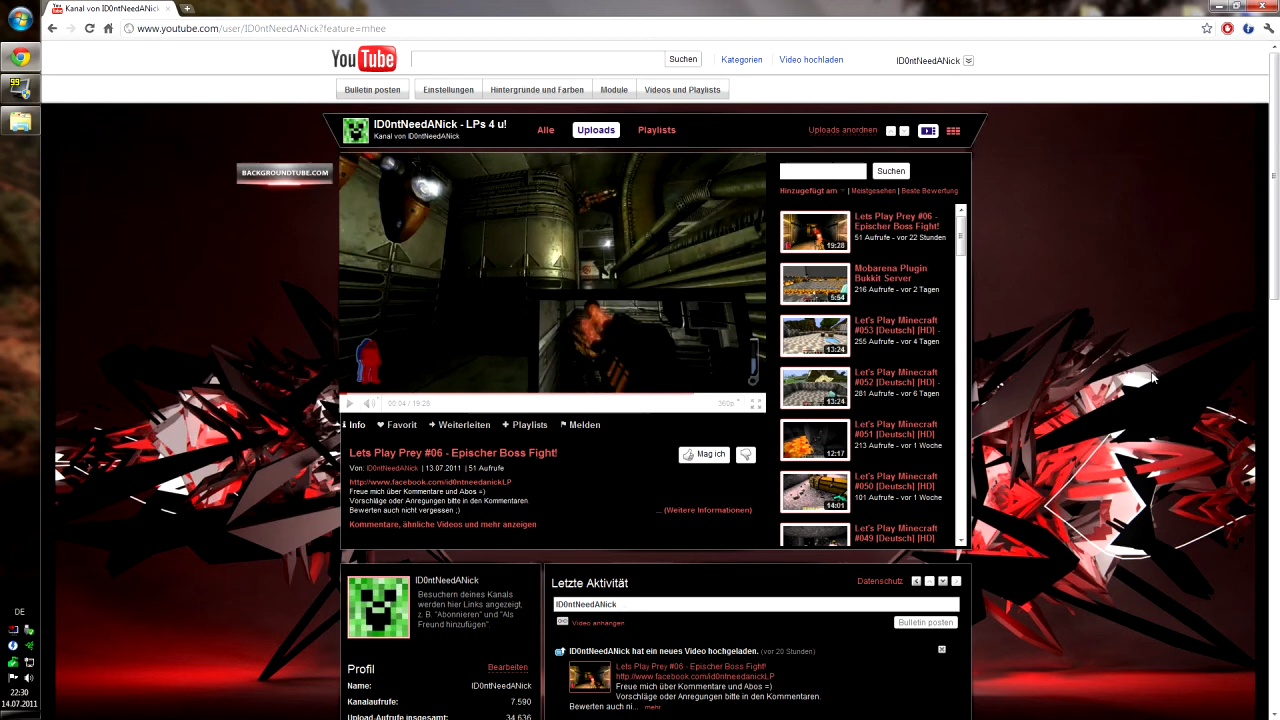 Kanal von ID0ntNeedANick
www.youtube.com/user/ID0ntNeedANick?feature=mhee
99
YouTube
Suchen
Kategorien
Video hochladen
ID0ntNeedANick
Bulletin posten
Einstellungen
Hintergründe und Farben
Module
Videos und Playlists
ID0ntNeedANick - LPs 4 u!
Kanal von ID0ntNeedANick
Alle
Uploads
Playlists
Uploads anordnen
BACKGROUNDTUBE.COM
Suchen
Hinzugefügt am | Meistgesehen | Beste Bewertung
Lets Play Prey #06 -
Epischer Boss Fight!
51 Aufrufe - vor 22 Stunden
19:28
Mobarena Plugin
Bukkit Server
216 Aufrufe - vor 2 Tagen
5:54
Let's Play Minecraft
#053 [Deutsch] [HD] -
255 Aufrufe - vor 4 Tagen
13:24
Let's Play Minecraft
#052 [Deutsch] [HD] -
281 Aufrufe - vor 6 Tagen
13:24
Let's Play Minecraft
#051 [Deutsch] [HD]
213 Aufrufe - vor 1 Woche
12:17
Let's Play Minecraft
#050 [Deutsch] [HD]
101 Aufrufe - vor 1 Woche
14:01
Let's Play Minecraft
#049 [Deutsch] [HD]
00:04 / 19:28
360p
Info
Favorit
Weiterleiten
Playlists
Melden
Lets Play Prey #06 - Epischer Boss Fight!
Von: ID0ntNeedANick | 13.07.2011 | 51 Aufrufe
Mag ich
http://www.facebook.com/id0ntneedanickLP
Freue mich über Kommentare und Abos =)
Vorschläge oder Anregungen bitte in den Kommentaren.
Bewerten auch nicht vergessen ;)
... (Weitere Informationen)
Kommentare, ähnliche Videos und mehr anzeigen
ID0ntNeedANick
Besuchern deines Kanals
werden hier Links angezeigt,
z. B. "Abonnieren" und "Als
Freund hinzufügen"
Profil
Bearbeiten
Name:
ID0ntNeedANick
Kanalaufrufe:
7.590
Upload-Aufrufe insgesamt:
34.636
Letzte Aktivität
Datenschutz
ID0ntNeedANick
Video anhängen
Bulletin posten
ID0ntNeedANick hat ein neues Video hochgeladen. (vor 20 Stunden)
Lets Play Prey #06 - Epischer Boss Fight!
http://www.facebook.com/id0ntneedanickLP
Freue mich über Kommentare und Abos =)
Vorschläge oder Anregungen bitte in den Kommentaren.
Bewerten auch ni... mehr
DE
22:30
14.07.2011